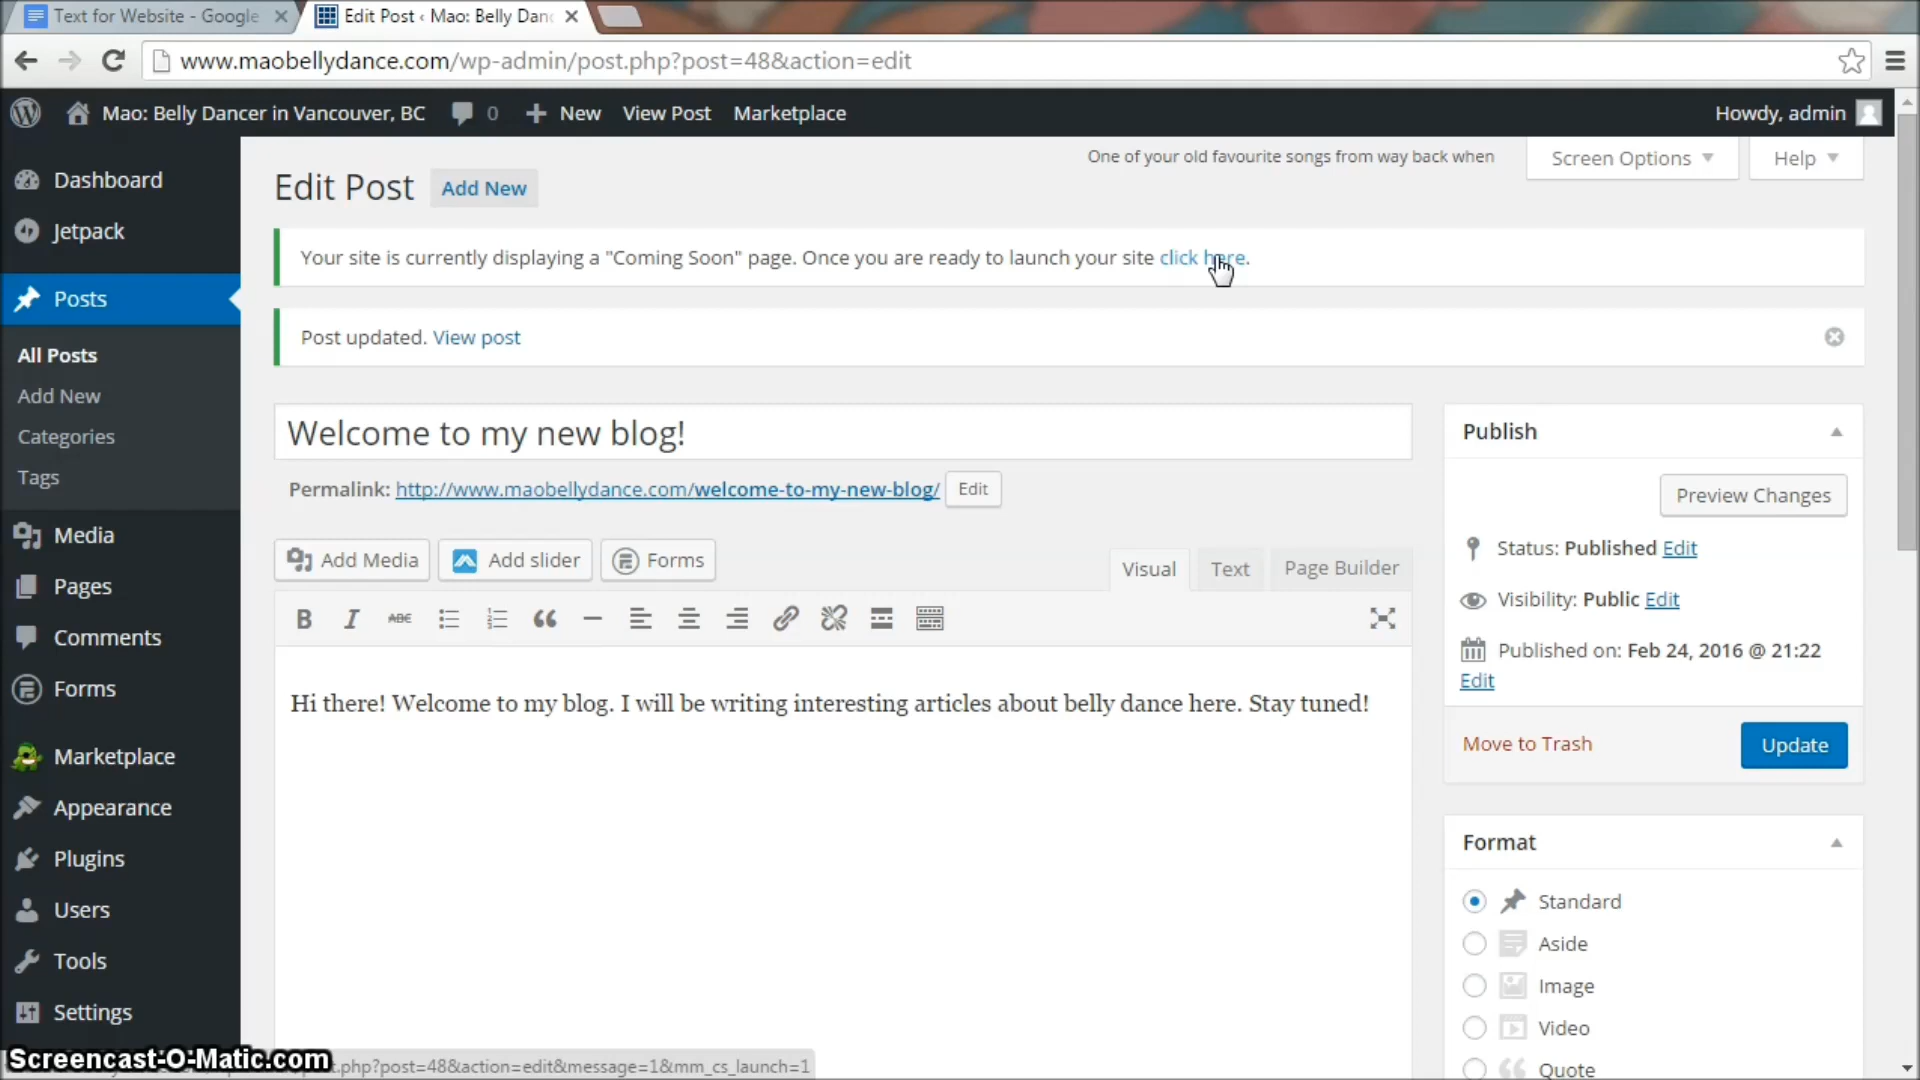 Text for Website - Google
Edit Post ‹ Mao: Belly Danc
www.maobellydance.com/wp-admin/post.php?post=48&action=edit
Mao: Belly Dancer in Vancouver, BC
0
New
View Post
Marketplace
Howdy, admin
One of your old favourite songs from way back when
Screen Options
Help
Dashboard
Jetpack
Posts
All Posts
Add New
Categories
Tags
Media
Pages
Comments
Forms
Marketplace
Appearance
Plugins
Users
Tools
Settings
Edit Post
Add New
Your site is currently displaying a "Coming Soon" page. Once you are ready to launch your site click here.
Post updated. View post
Welcome to my new blog!
Permalink: http://www.maobellydance.com/welcome-to-my-new-blog/
Edit
Add Media
Add slider
Forms
Visual
Text
Page Builder
B I ABC
Hi there! Welcome to my blog. I will be writing interesting articles about belly dance here. Stay tuned!
Publish
Preview Changes
Status: Published Edit
Visibility: Public Edit
Published on: Feb 24, 2016 @ 21:22
Edit
Move to Trash
Update
Format
Standard
Aside
Image
Video
Quote
Screencast-O-Matic.com
.php?post=48&action=edit&message=1&mm_cs_launch=1